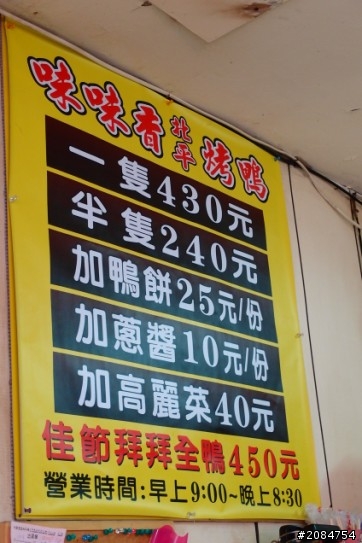 味味香北平烤鴨
一隻430元
半隻240元
加鴨餅25元/份
加蔥醬10元/份
加高麗菜40元
佳節拜拜全鴨450元
營業時間:早上9:00~晚上8:30
#2084754